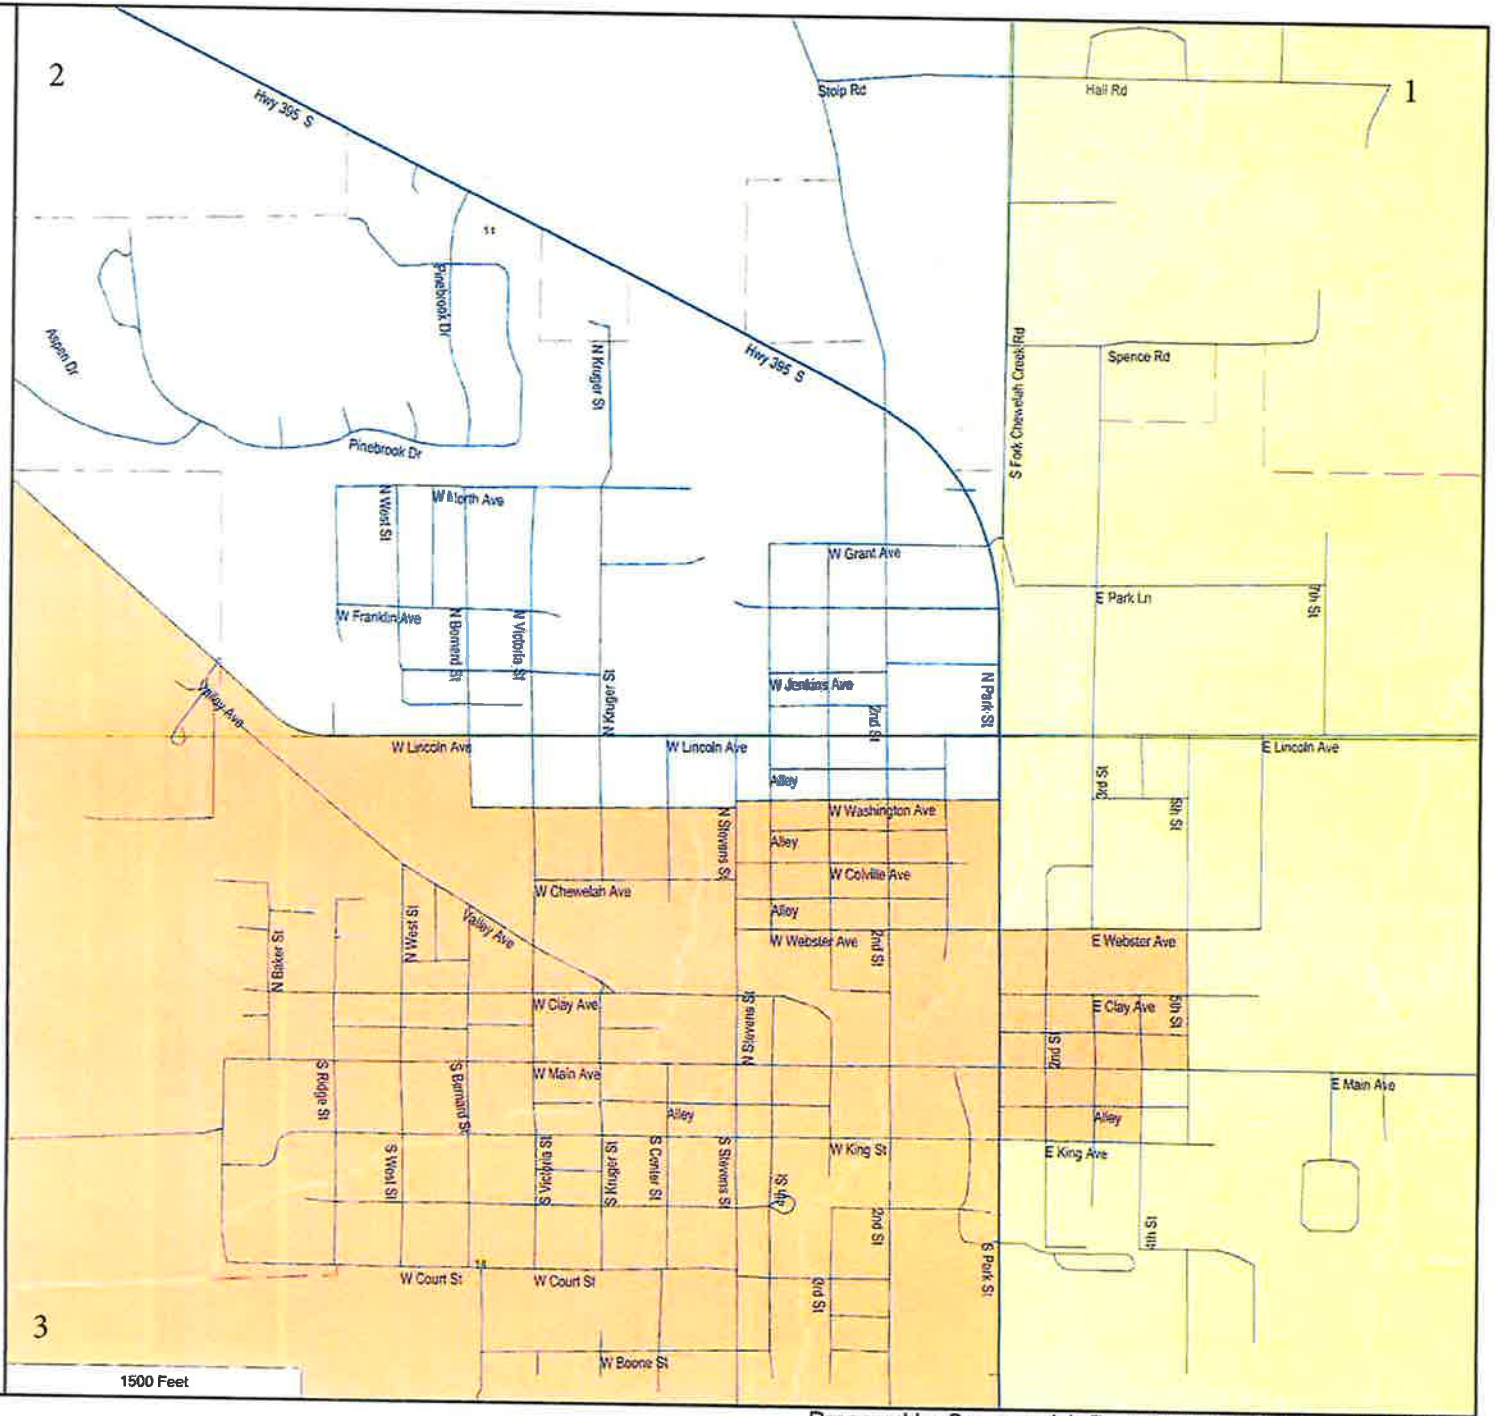 2
1
Hwy 395 S
Stolp Rd
Hall Rd
11
Pinebrook Dr
Aspen Dr
N Kruger St
Hwy 395 S
S Fork Chewelah Creek Rd
Spence Rd
Pinebrook Dr
N West St
W North Ave
W Grant Ave
E Park Ln
7th St
W Franklin Ave
N Bernard St
N Victoria St
N Kruger St
W Jenkins Ave
N Park St
Valley Ave
2nd St
W Lincoln Ave
W Lincoln Ave
E Lincoln Ave
Alley
3rd St
W Washington Ave
N Stevens St
5th St
Alley
W Colville Ave
W Chewelah Ave
Alley
N West St
Valley Ave
N Baker St
W Webster Ave
2nd St
E Webster Ave
W Clay Ave
N Stevens St
E Clay Ave
5th St
2nd St
S Ridge St
S Bernard St
W Main Ave
E Main Ave
Alley
Alley
S West St
S Victoria St
S Kruger St
S Center St
S Stevens St
W King St
E King Ave
4th St
2nd St
4th St
S Park St
W Court St
W Court St
3rd St
3
W Boone St
1500 Feet